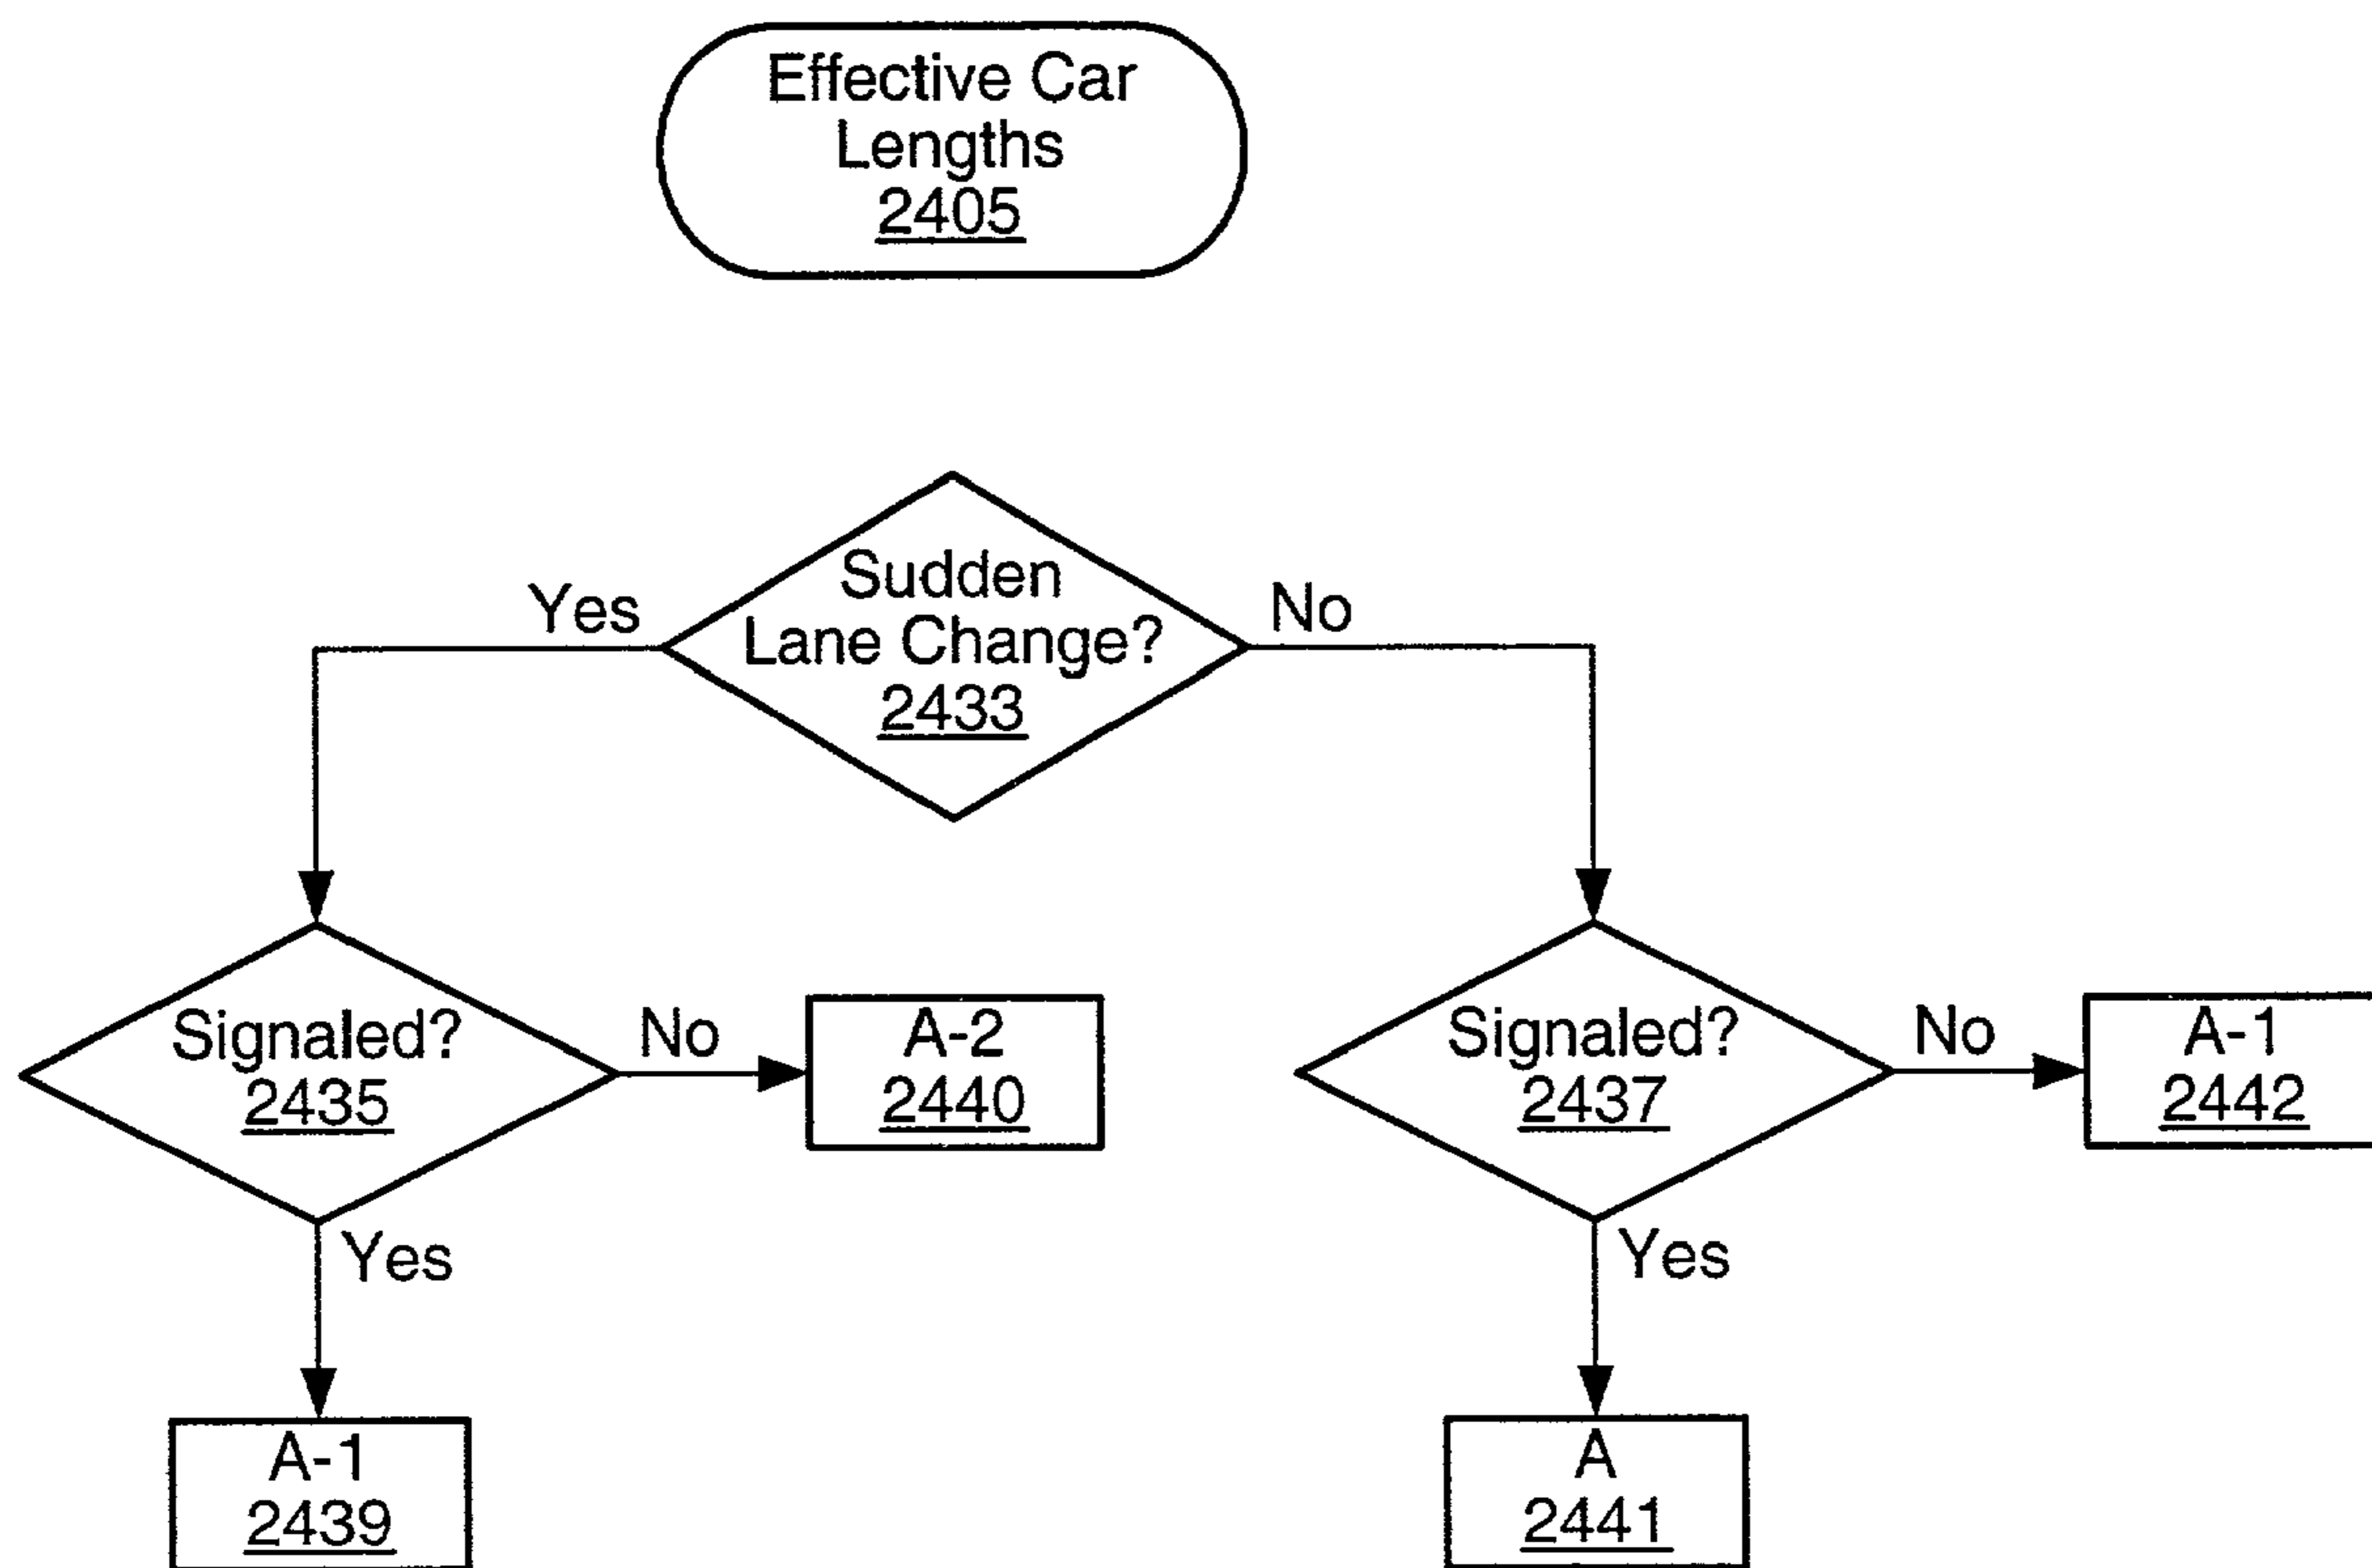 Effective Car
Lengths
2405
Sudden
Lane Change?
2433
Yes
No
Signaled?
2435
No
A-2
2440
Signaled?
2437
No
A-1
2442
Yes
Yes
A-1
2439
A
2441